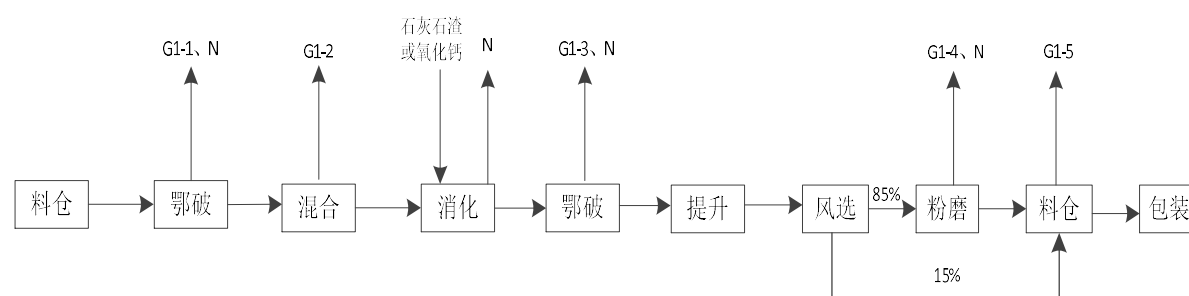 石灰石渣
或氧化钙
G1-1、N
G1-2
N
G1-3、N
G1-4、N
G1-5
料仓
鄂破
混合
消化
鄂破
提升
风选
85%
粉磨
料仓
包装
15%